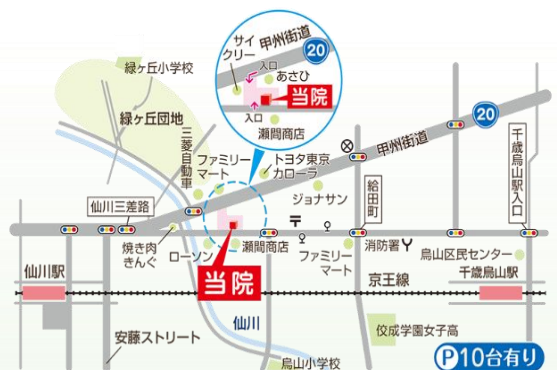 サイ
クリー
甲州街道
20
入口
あさひ
当院
入口
瀬間商店
緑ヶ丘小学校
緑ヶ丘団地
三菱自動車
ファミリー
マート
トヨタ東京
カローラ
甲州街道
20
千歳烏山駅入口
ジョナサン
給田町
仙川三差路
焼き肉
きんぐ
ローソン
瀬間商店
ファミリー
マート
消防署
烏山区民センター
当院
仙川駅
京王線
千歳烏山駅
仙川
安藤ストリート
佼成学園女子高
烏山小学校
P10台有り